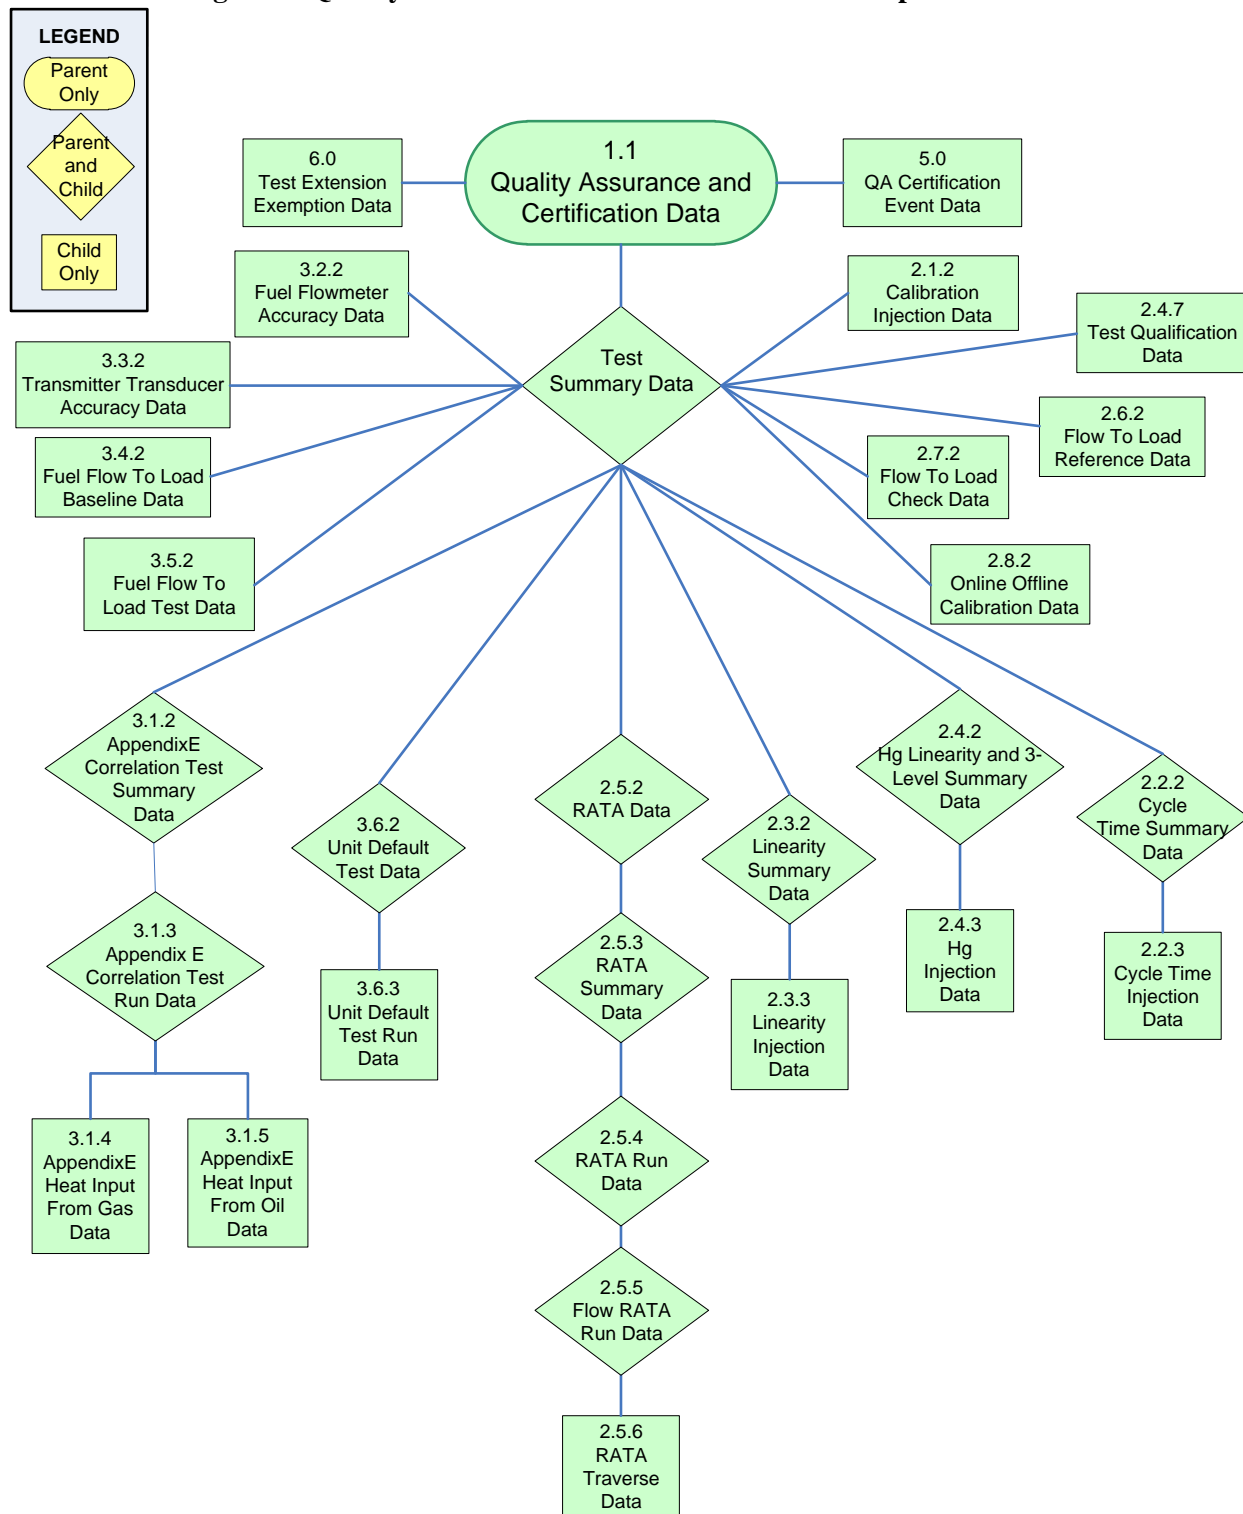 LEGEND
Parent
Only
Parent
and
Child
Child
Only
1.1
Quality Assurance and
Certification Data
6.0
Test Extension
Exemption Data
5.0
QA Certification
Event Data
3.2.2
Fuel Flowmeter
Accuracy Data
2.1.2
Calibration
Injection Data
2.4.7
Test Qualification
Data
Test
Summary Data
3.3.2
Transmitter Transducer
Accuracy Data
2.6.2
Flow To Load
Reference Data
3.4.2
Fuel Flow To Load
Baseline Data
2.7.2
Flow To Load
Check Data
3.5.2
Fuel Flow To
Load Test Data
2.8.2
Online Offline
Calibration Data
3.1.2
AppendixE
Correlation Test
Summary
Data
3.6.2
Unit Default
Test Data
2.5.2
RATA Data
2.3.2
Linearity
Summary
Data
2.4.2
Hg Linearity and 3-
Level Summary
Data
2.2.2
Cycle
Time Summary
Data
3.1.3
Appendix E
Correlation Test
Run Data
3.6.3
Unit Default
Test Run
Data
2.5.3
RATA
Summary
Data
2.3.3
Linearity
Injection
Data
2.4.3
Hg
Injection
Data
2.2.3
Cycle Time
Injection
Data
3.1.4
AppendixE
Heat Input
From Gas
Data
3.1.5
AppendixE
Heat Input
From Oil
Data
2.5.4
RATA Run
Data
2.5.5
Flow RATA
Run Data
2.5.6
RATA
Traverse
Data